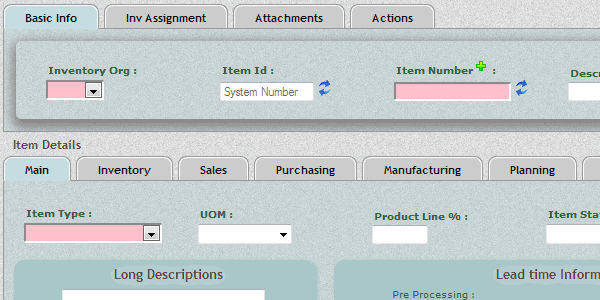 Basic Info Inv Assignment Attachments Actions
Inventory Org : Item Id : Item Number : Descr
System Number
Item Details
Main Inventory Sales Purchasing Manufacturing Planning
Item Type : UOM : Product Line % : Item Sta
Long Descriptions Lead time Inform
Pre Processing :